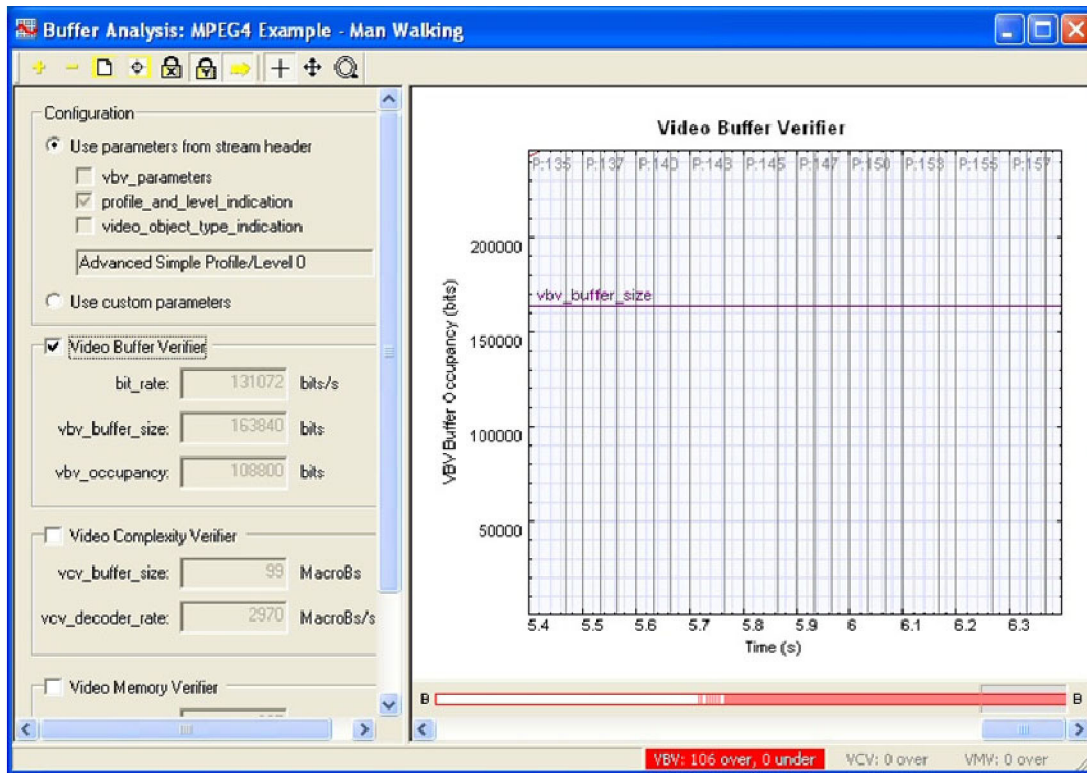 Buffer Analysis: MPEG4 Example - Man Walking
Configuration
Use parameters from stream header
vbv_parameters
profile_and_level_indication
video_object_type_indication
Advanced Simple Profile/Level 0
Use custom parameters
Video Buffer Verifier
bit_rate: 131072 bits/s
vbv_buffer_size: 163840 bits
vbv_occupancy: 108800 bits
Video Complexity Verifier
vcv_buffer_size: 99 MacroBs
vcv_decoder_rate: 2970 MacroBs/s
Video Memory Verifier
Video Buffer Verifier
P:135 P:137 P:140 P:143 P:145 P:147 P:150 P:153 P:155 P:157
VBV Buffer Occupancy (bits)
200000
vbv_buffer_size
150000
100000
50000
5.4 5.5 5.6 5.7 5.8 5.9 6 6.1 6.2 6.3
Time (s)
B B
VBV: 106 over, 0 under VCV: 0 over VMV: 0 over